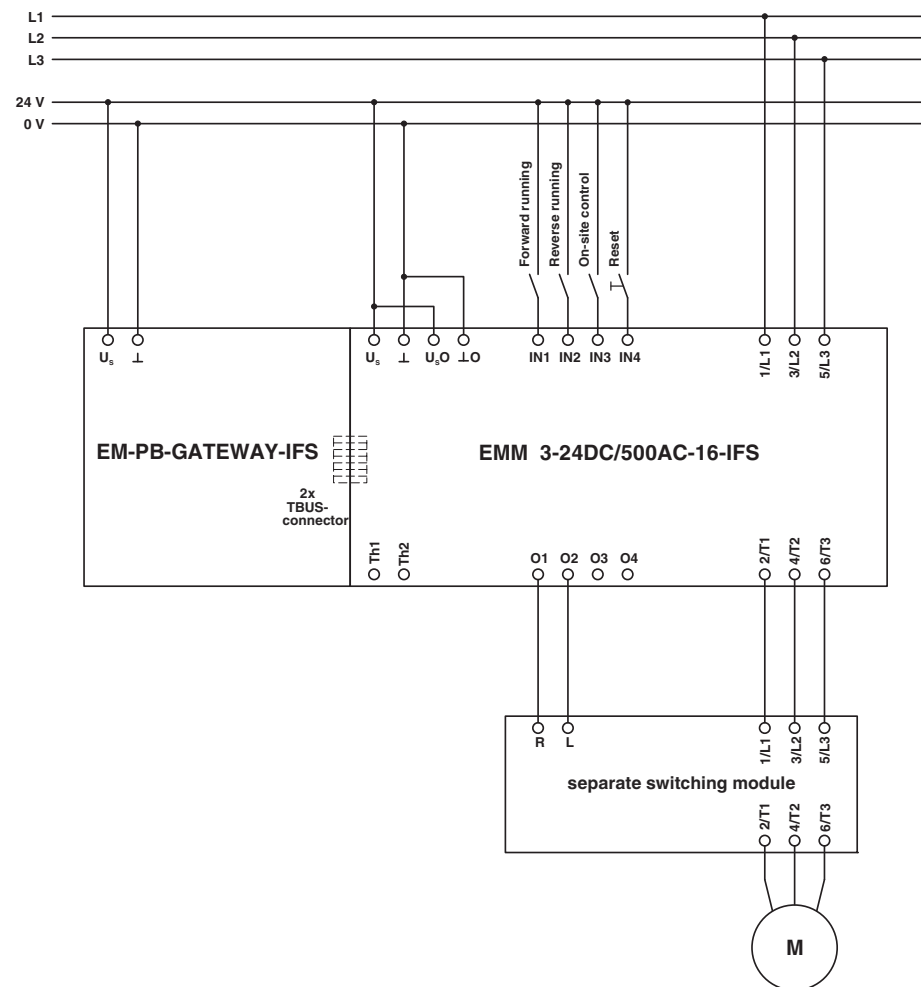 L1
L2
L3
24 V
0 V
Forward running
Reverse running
On-site control
Reset
Us
⊥
Us
⊥
UsO
⊥O
IN1
IN2
IN3
IN4
1/L1
3/L2
5/L3
EM-PB-GATEWAY-IFS
EMM 3-24DC/500AC-16-IFS
2x
TBUS-
connector
Th1
Th2
O1
O2
O3
O4
2/T1
4/T2
6/T3
R
L
1/L1
3/L2
5/L3
separate switching module
2/T1
4/T2
6/T3
M